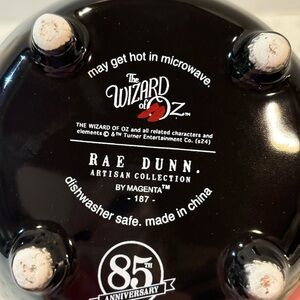 may get hot in microwave
The
WIZARD
of OZ™
THE WIZARD OF OZ and all related characters and
elements © & ™ Turner Entertainment Co. (s24)
RAE DUNN®
ARTISAN COLLECTION
BY MAGENTA™
- 187 -
dishwasher safe. made in china
85TH
ANNIVERSARY